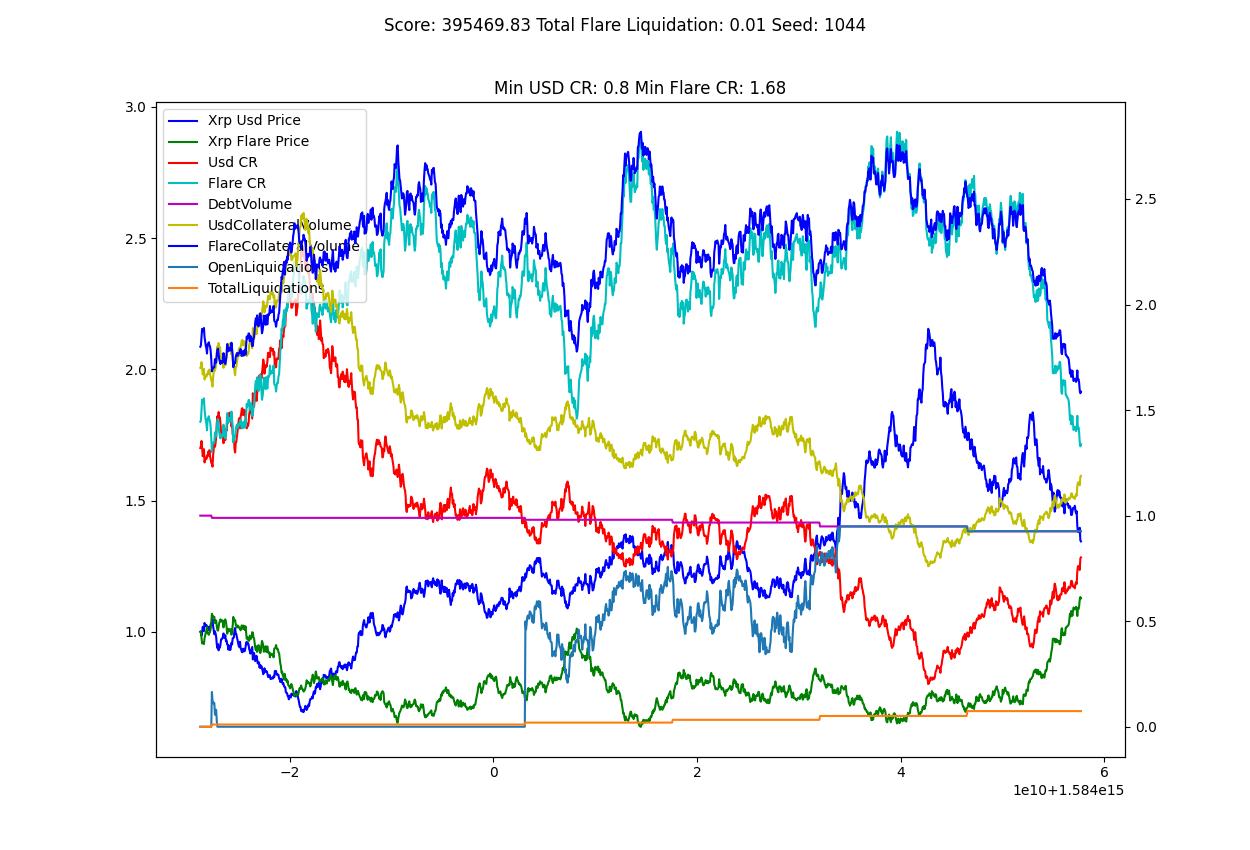 Score: 395469.83 Total Flare Liquidation: 0.01 Seed: 1044
Min USD CR: 0.8 Min Flare CR: 1.68
Xrp Usd Price
Xrp Flare Price
Usd CR
Flare CR
DebtVolume
UsdCollateralVolume
FlareCollateralVolume
OpenLiquidations
TotalLiquidations
3.0
2.5
2.0
1.5
1.0
2.5
2.0
1.5
1.0
0.5
0.0
−2
0
2
4
6
1e10+1.584e15